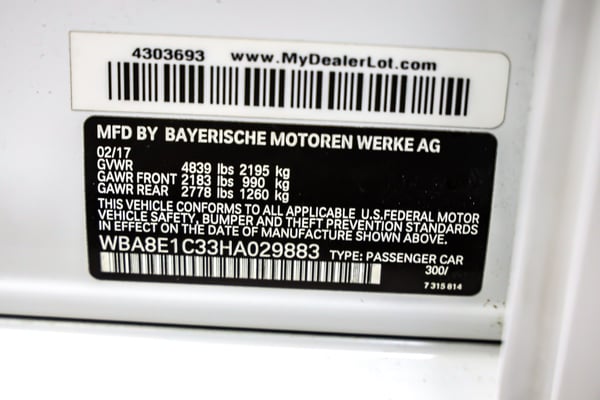 4303693 www.MyDealerLot.com
MFD BY BAYERISCHE MOTOREN WERKE AG
02/17
GVWR 4839 lbs 2195 kg
GAWR FRONT 2183 lbs 990 kg
GAWR REAR 2778 lbs 1260 kg
THIS VEHICLE CONFORMS TO ALL APPLICABLE U.S.FEDERAL MOTOR
VEHICLE SAFETY, BUMPER AND THEFT PREVENTION STANDARDS
IN EFFECT ON THE DATE OF MANUFACTURE SHOWN ABOVE.
WBA8E1C33HA029883 TYPE: PASSENGER CAR
300/
7 315 814